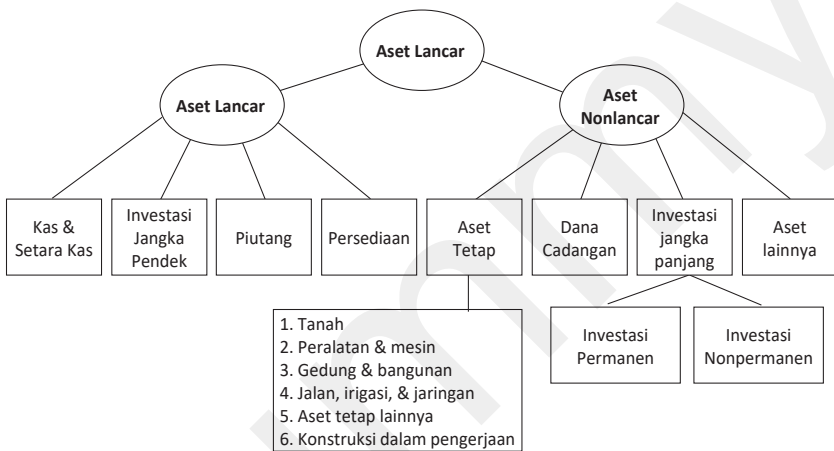 Aset Lancar
Aset Lancar
Aset
Nonlancar
Kas &
Setara Kas
Investasi
Jangka
Pendek
Piutang
Persediaan
Aset
Tetap
Dana
Cadangan
Investasi
jangka
panjang
Aset
lainnya
1. Tanah
2. Peralatan & mesin
3. Gedung & bangunan
4. Jalan, irigasi, & jaringan
5. Aset tetap lainnya
6. Konstruksi dalam pengerjaan
Investasi
Permanen
Investasi
Nonpermanen